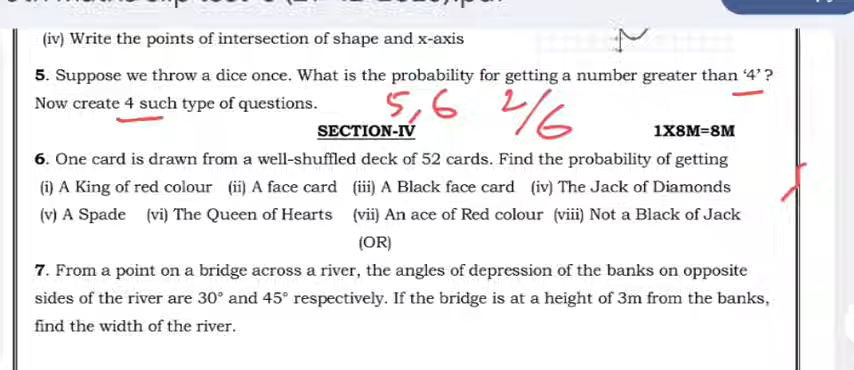 (iv) Write the points of intersection of shape and x-axis
5. Suppose we throw a dice once. What is the probability for getting a number greater than ‘4’ ?
Now create 4 such type of questions.
5, 6 2/6
SECTION-IV 1X8M=8M
6. One card is drawn from a well-shuffled deck of 52 cards. Find the probability of getting
(i) A King of red colour (ii) A face card (iii) A Black face card (iv) The Jack of Diamonds
(v) A Spade (vi) The Queen of Hearts (vii) An ace of Red colour (viii) Not a Black of Jack
(OR)
7. From a point on a bridge across a river, the angles of depression of the banks on opposite
sides of the river are 30° and 45° respectively. If the bridge is at a height of 3m from the banks,
find the width of the river.